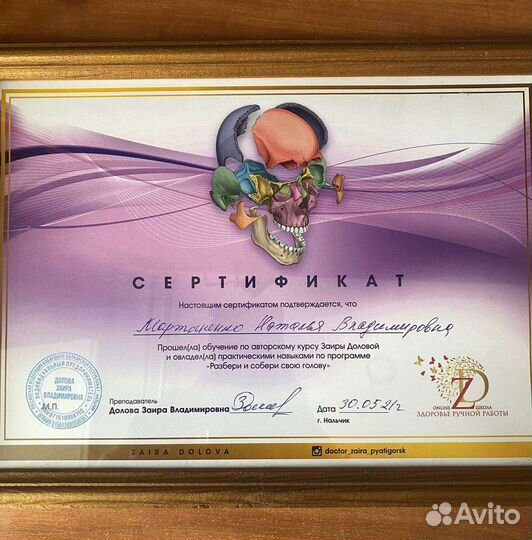 СЕРТИФИКАТ
Настоящим сертификатом подтверждается, что
Мартыненко Наталья Владимировна
Прошел(ла) обучение по авторскому курсу Заиры Доловой
и овладел(ла) практическими навыками по программе
"Разбери и собери свою голову"
ДОЛОВА
ЗАИРА
ВЛАДИМИРОВНА
М.П.
Преподаватель
Долова Заира Владимировна
Дата 30.05.21г
г. Нальчик
ZD
ONLINE ШКОЛА
ЗДОРОВЬЕ РУЧНОЙ РАБОТЫ
ZAIRA DOLOVA
doctor_zaira_pyatigorsk
Avito